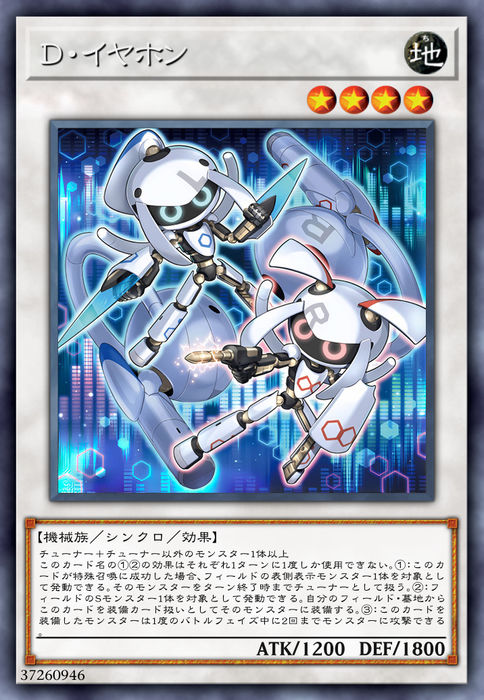 D・イヤホン
地
ち
L
R
R
【機械族／シンクロ／効果】
チューナー＋チューナー以外のモンスター1体以上
このカード名の①②の効果はそれぞれ1ターンに1度しか使用できない。①：このカ
ードが特殊召喚に成功した場合、フィールドの表側表示モンスター1体を対象とし
て発動できる。そのモンスターをターン終了時までチューナーとして扱う。②：フ
ィールドのSモンスター1体を対象として発動できる。自分のフィールド・墓地から
このカードを装備カード扱いとしてそのモンスターに装備する。③：このカードを
装備したモンスターは1度のバトルフェイズ中に2回までモンスターに攻撃できる
。
ATK/1200 DEF/1800
37260946